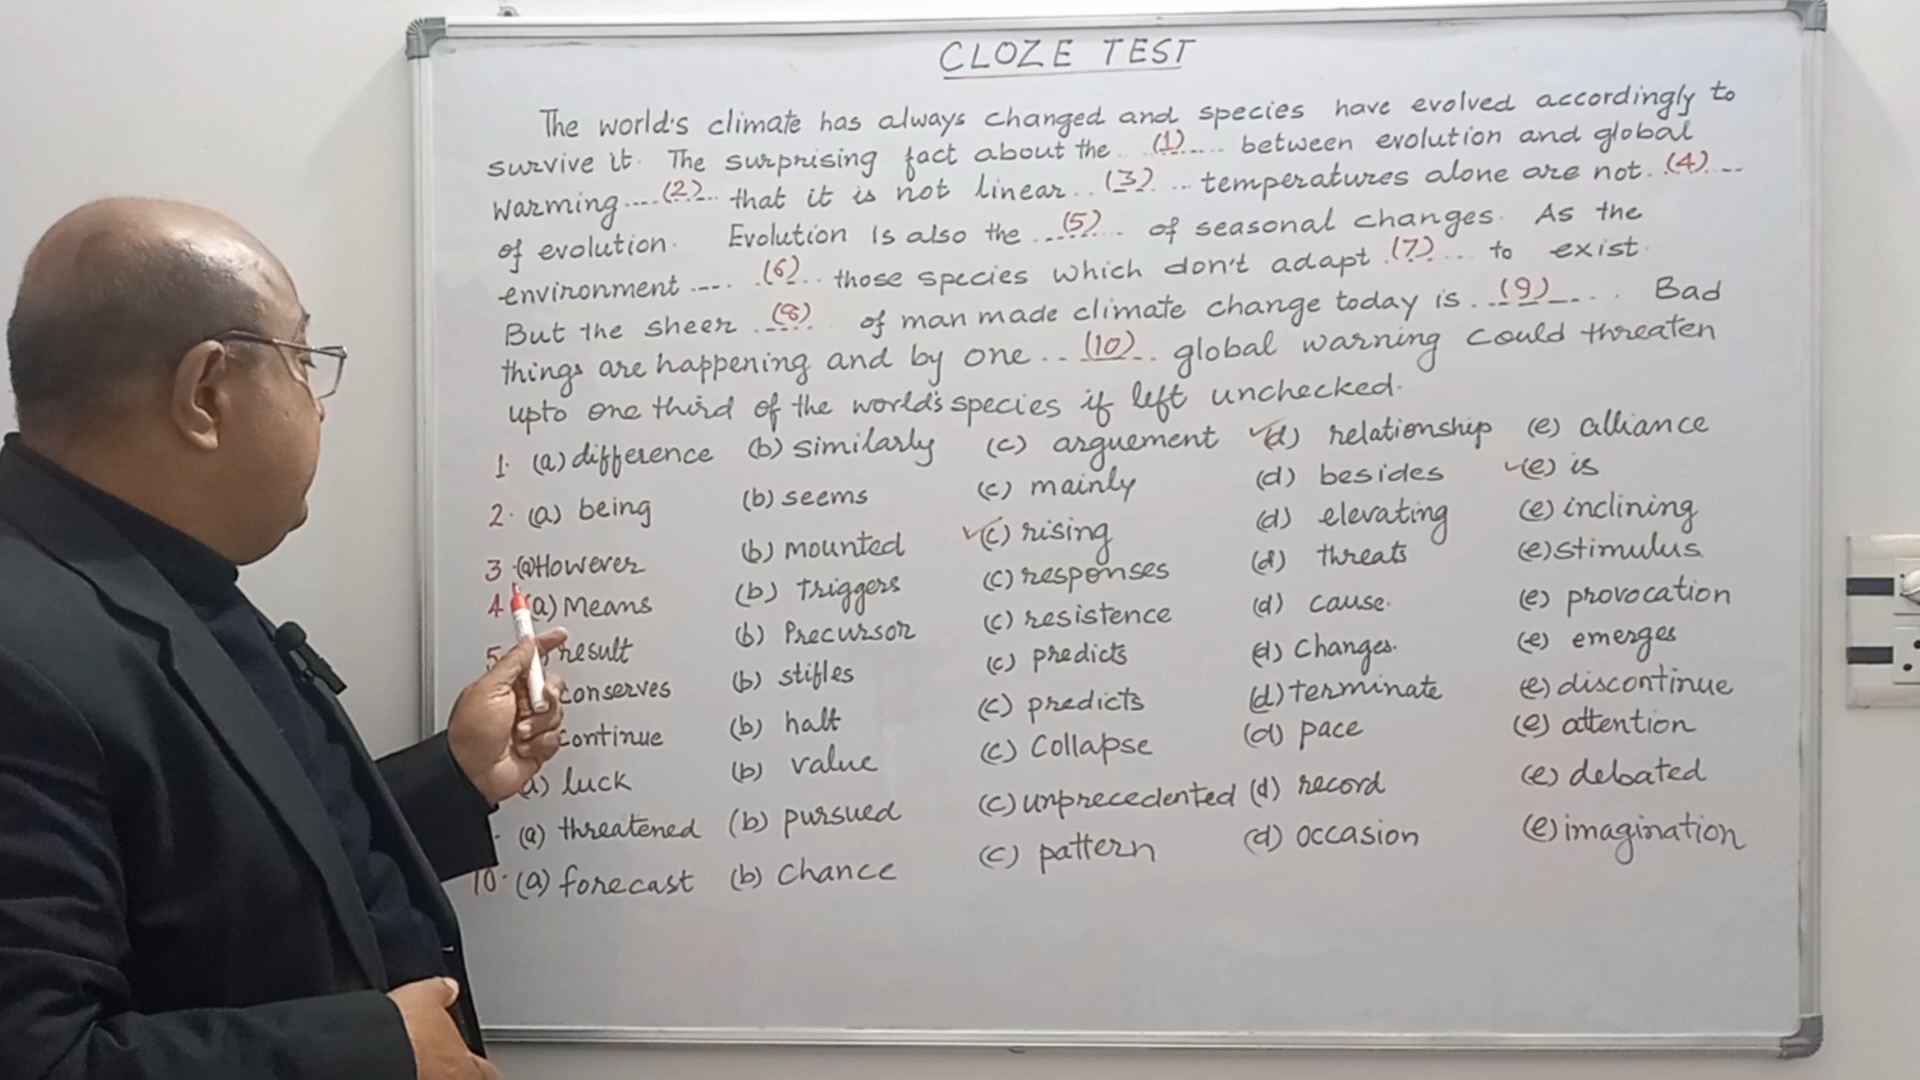 CLOZE TEST
The world's climate has always changed and species have evolved accordingly to
survive it. The surprising fact about the ..(1)..... between evolution and global
warming ....(2)... that it is not linear..(3)...temperatures alone are not.(4)....
of evolution. Evolution is also the ...(5)... of seasonal changes. As the
environment .... (6).. those species which don't adapt .(7).... to exist.
But the sheer .(8).. of man made climate change today is ..(9)..... Bad
things are happening and by one ..(10).. global warning could threaten
upto one third of the world's species if left unchecked.
1. (a) difference (b) similarly (c) arguement (d) relationship (e) alliance
2. (a) being (b) seems (c) mainly (d) besides (e) is
3. (a) However (b) mounted (c) rising (d) elevating (e) inclining
4 (a) Means (b) Triggers (c) responses (d) threats (e) stimulus
5 result (b) Precursor (c) resistence (d) cause. (e) provocation
conserves (b) stifles (c) predicts (d) Changes. (e) emerges
continue (b) halt (c) predicts (d) terminate (e) discontinue
a) luck (b) value (c) Collapse (d) pace (e) attention
(a) threatened (b) pursued (c) unprecedented (d) record (e) debated
10. (a) forecast (b) Chance (c) pattern (d) occasion (e) imagination